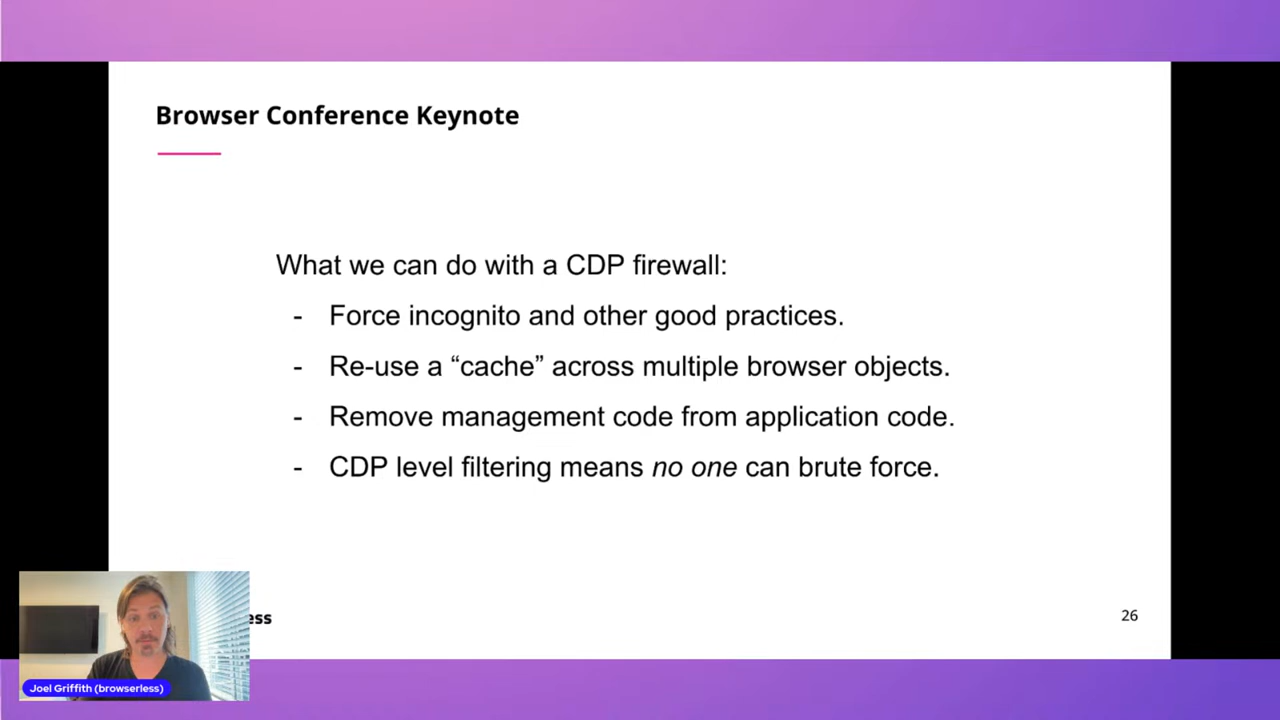 Browser Conference Keynote
What we can do with a CDP firewall:
- Force incognito and other good practices.
- Re-use a “cache” across multiple browser objects.
- Remove management code from application code.
- CDP level filtering means no one can brute force.
ess
26
Joel Griffith (browserless)